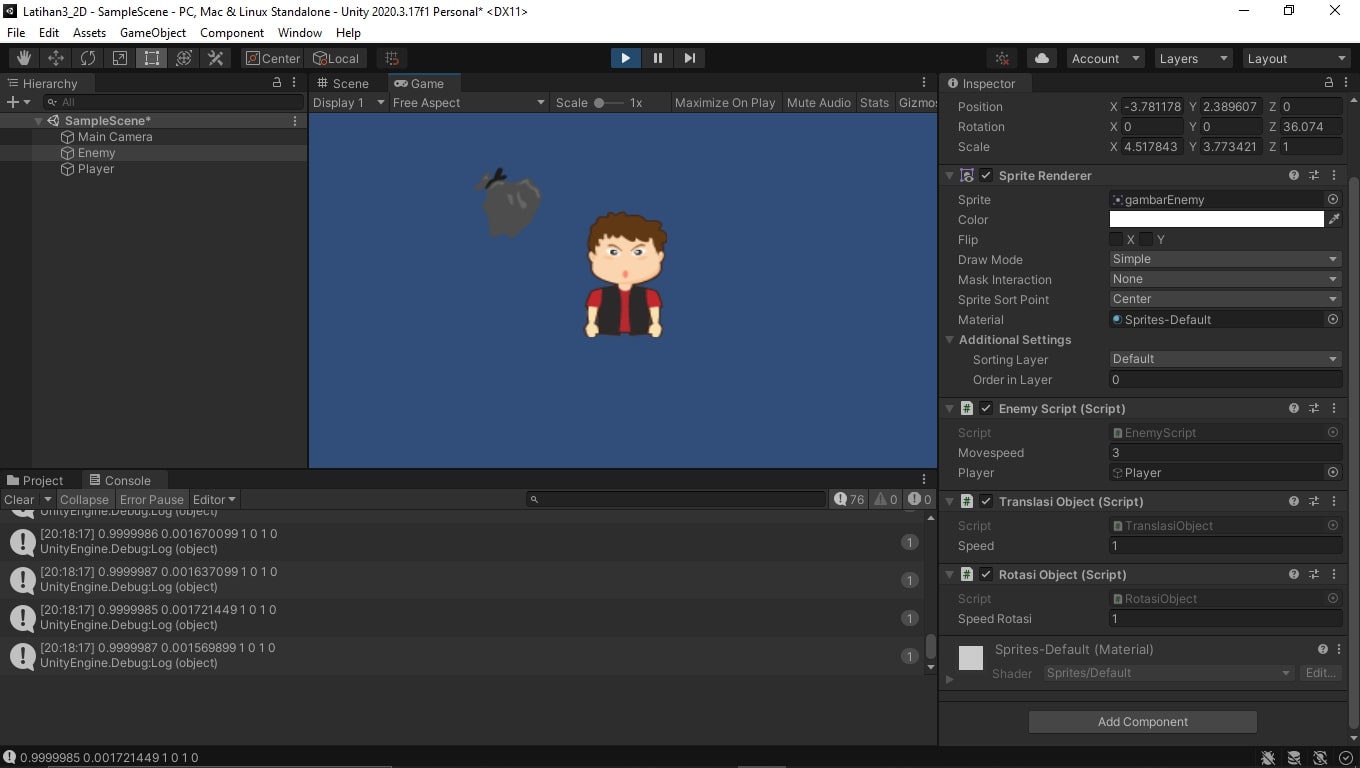 Latihan3_2D - SampleScene - PC, Mac & Linux Standalone - Unity 2020.3.17f1 Personal* <DX11>
File Edit Assets GameObject Component Window Help
Center Local Account Layers Layout
Hierarchy
All
SampleScene*
Main Camera
Enemy
Player
Scene Game
Display 1 Free Aspect Scale 1x Maximize On Play Mute Audio Stats Gizmos
Project Console
Clear Collapse Error Pause Editor 76 0 0
UnityEngine.Debug:Log (object)
[20:18:17] 0.9999986 0.001670099 1 0 1 0
UnityEngine.Debug:Log (object)
1
[20:18:17] 0.9999987 0.001637099 1 0 1 0
UnityEngine.Debug:Log (object)
1
[20:18:17] 0.9999985 0.001721449 1 0 1 0
UnityEngine.Debug:Log (object)
1
[20:18:17] 0.9999987 0.001569899 1 0 1 0
UnityEngine.Debug:Log (object)
1
Inspector
Position X -3.781178 Y 2.389607 Z 0
Rotation X 0 Y 0 Z 36.074
Scale X 4.517843 Y 3.773421 Z 1
Sprite Renderer
Sprite gambarEnemy
Color
Flip X Y
Draw Mode Simple
Mask Interaction None
Sprite Sort Point Center
Material Sprites-Default
Additional Settings
Sorting Layer Default
Order in Layer 0
# Enemy Script (Script)
Script EnemyScript
Movespeed 3
Player Player
# Translasi Object (Script)
Script TranslasiObject
Speed 1
# Rotasi Object (Script)
Script RotasiObject
Speed Rotasi 1
Sprites-Default (Material)
Shader Sprites/Default Edit...
Add Component
0.9999985 0.001721449 1 0 1 0